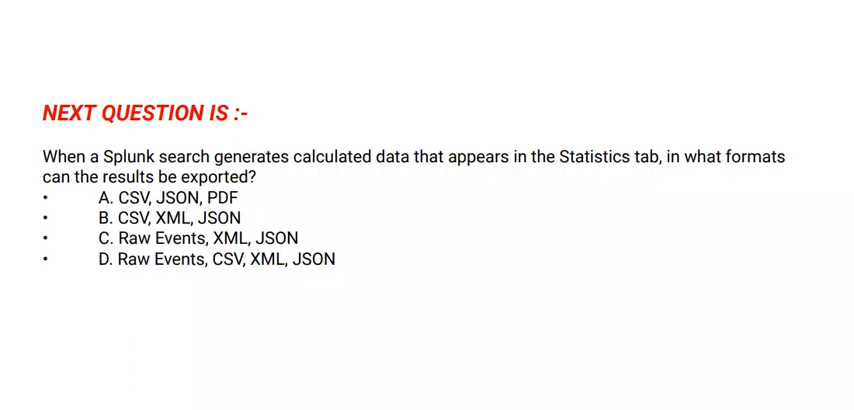 NEXT QUESTION IS :-
When a Splunk search generates calculated data that appears in the Statistics tab, in what formats
can the results be exported?
• A. CSV, JSON, PDF
• B. CSV, XML, JSON
• C. Raw Events, XML, JSON
• D. Raw Events, CSV, XML, JSON